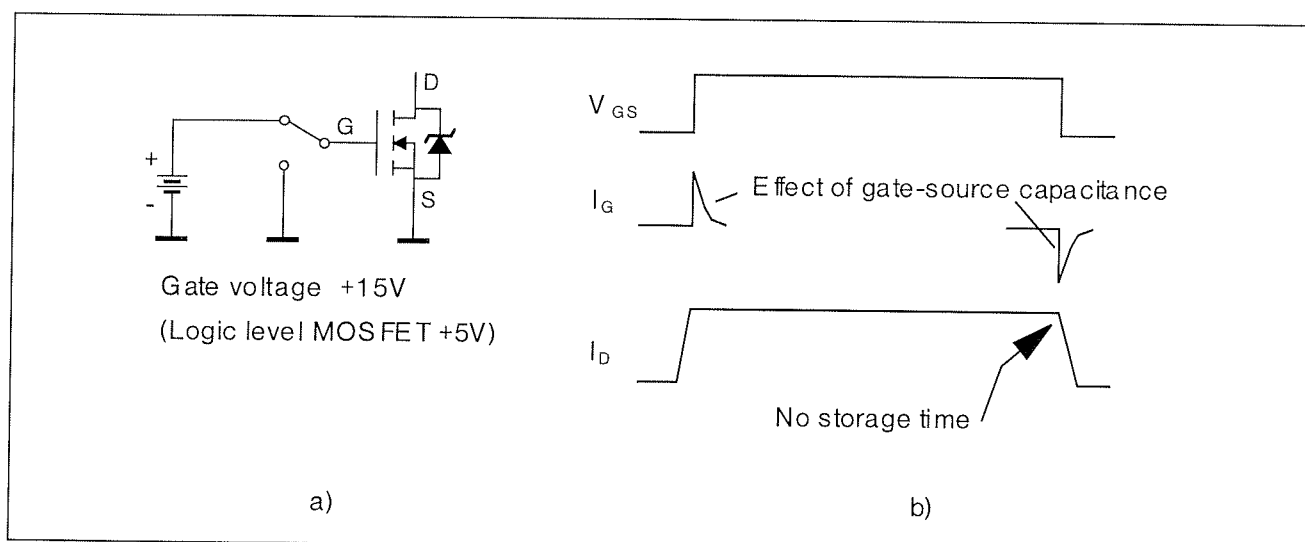 D
G
+
-
S
Gate voltage +15V
(Logic level MOSFET +5V)
a)
V GS
I G
Effect of gate-source capacitance
I D
No storage time
b)